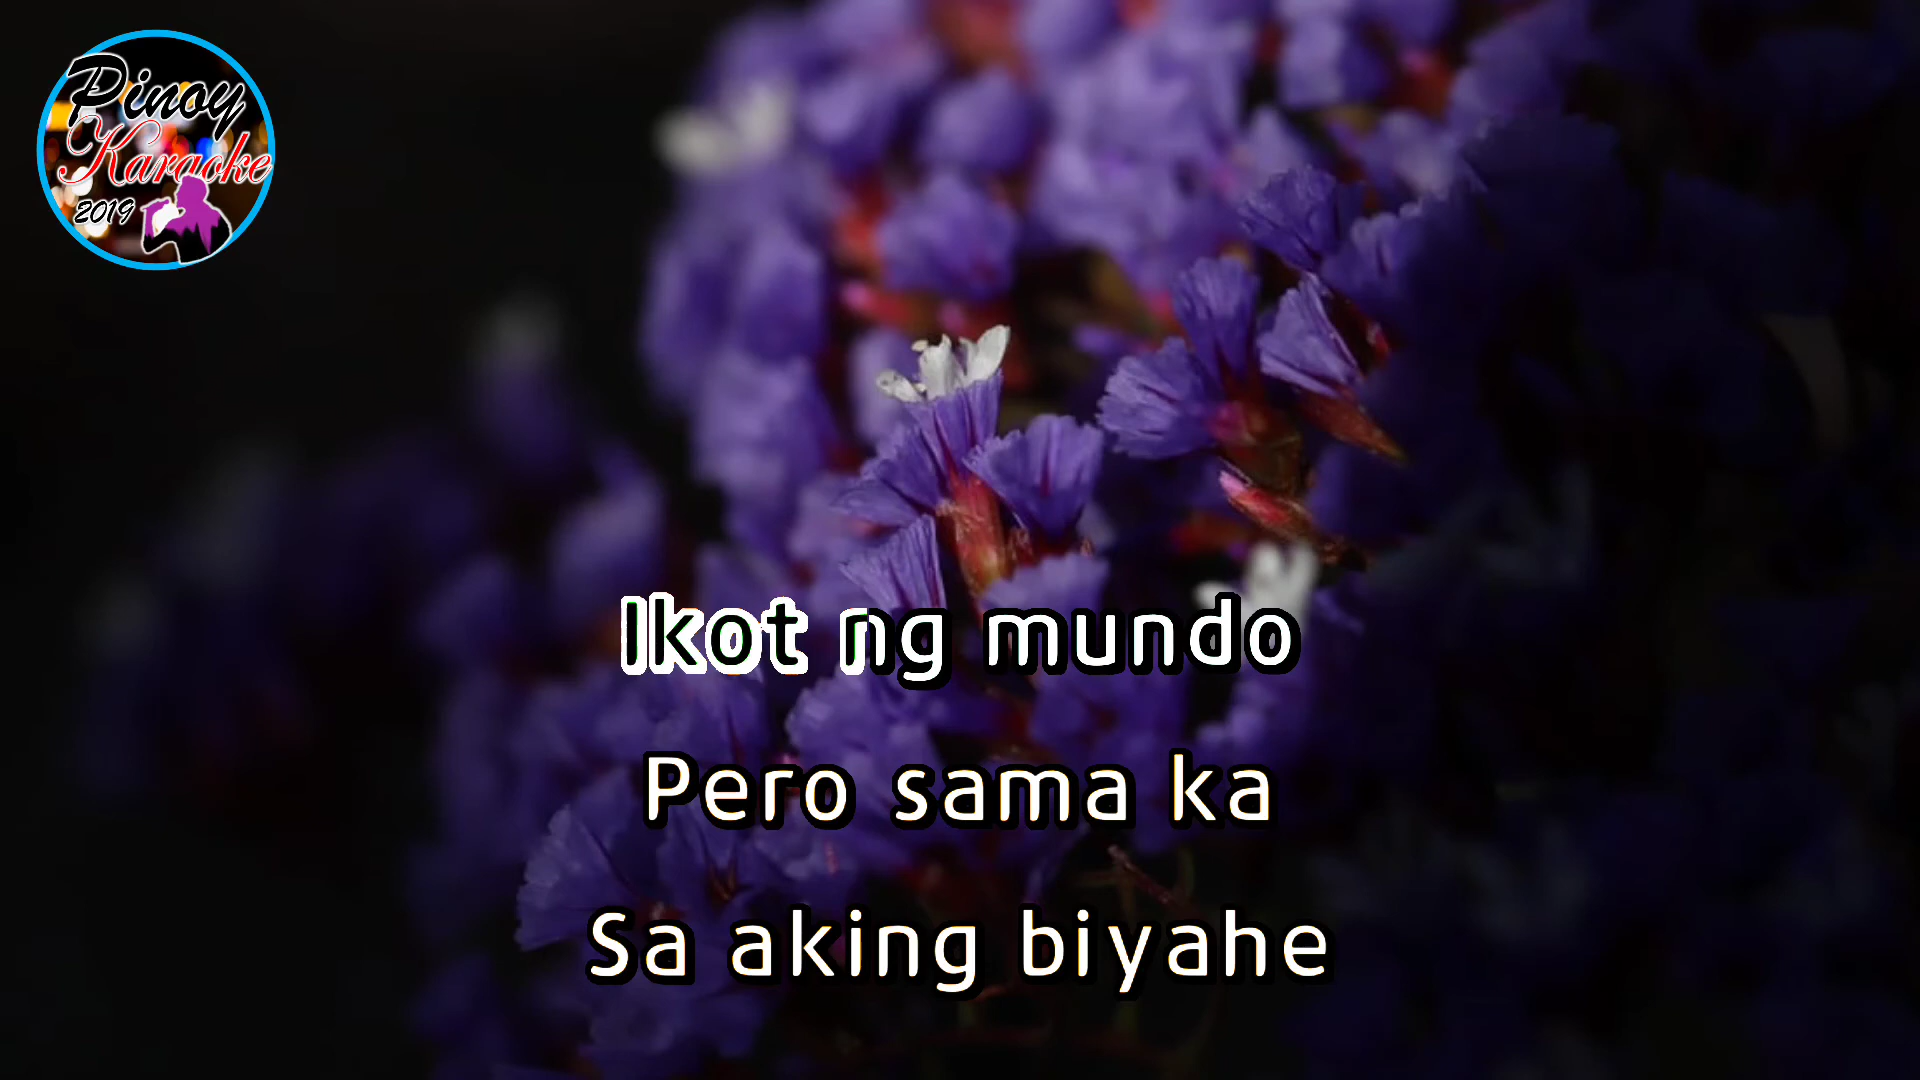 Pinoy
Karaoke
2019
Ikot ng mundo
Pero sama ka
Sa aking biyahe